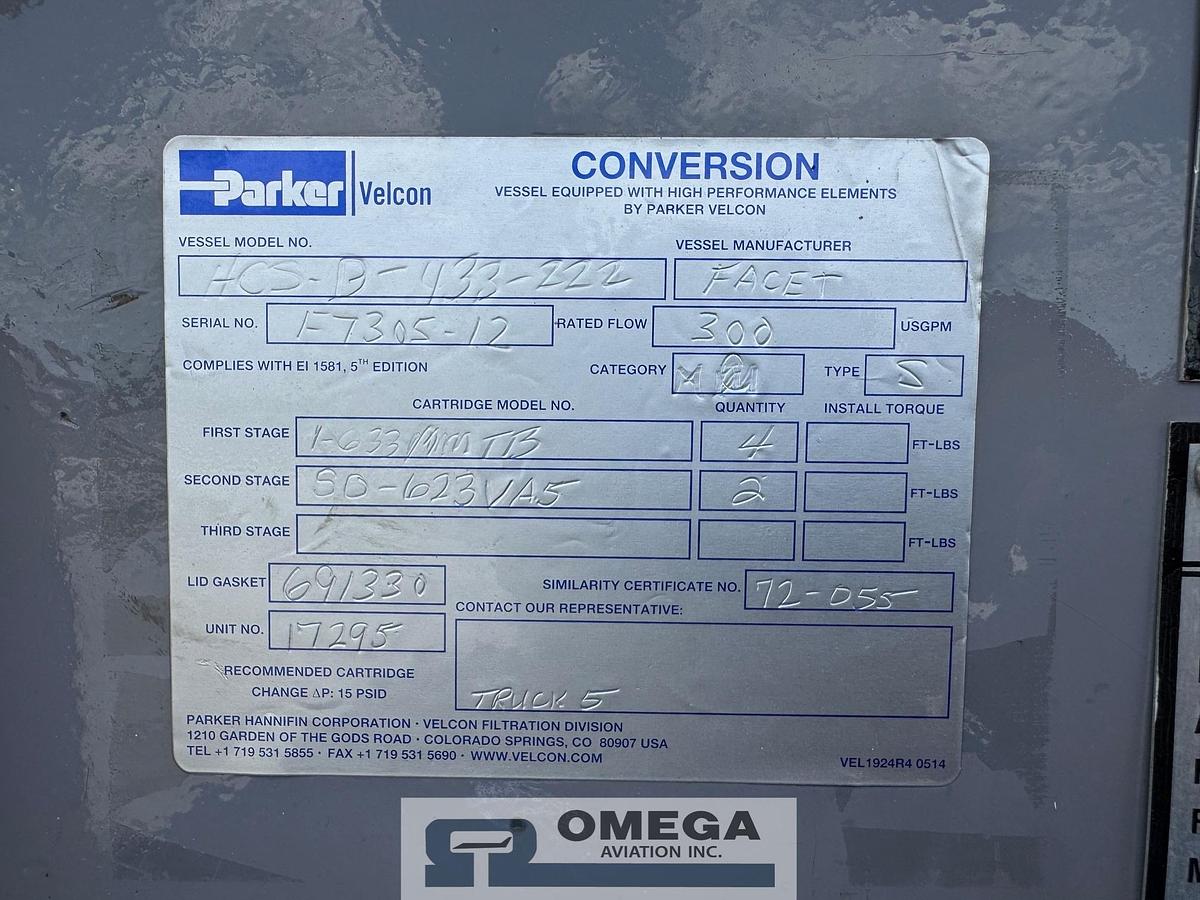 Parker Velcon
CONVERSION
VESSEL EQUIPPED WITH HIGH PERFORMANCE ELEMENTS
BY PARKER VELCON
VESSEL MODEL NO. VESSEL MANUFACTURER
HCS-B-433-222 FACET
SERIAL NO. F7305-12 RATED FLOW 300 USGPM
COMPLIES WITH EI 1581, 5TH EDITION CATEGORY TYPE S
CARTRIDGE MODEL NO. QUANTITY INSTALL TORQUE
FIRST STAGE 4 FT-LBS
SECOND STAGE SO-623VA5 2 FT-LBS
THIRD STAGE FT-LBS
LID GASKET 691330 SIMILARITY CERTIFICATE NO. 72-055
CONTACT OUR REPRESENTATIVE:
UNIT NO. 17295
RECOMMENDED CARTRIDGE
CHANGE ΔP: 15 PSID
TRUCK 5
PARKER HANNIFIN CORPORATION · VELCON FILTRATION DIVISION
1210 GARDEN OF THE GODS ROAD · COLORADO SPRINGS, CO 80907 USA
TEL +1 719 531 5855 · FAX +1 719 531 5690 · WWW.VELCON.COM
VEL1924R4 0514
OMEGA
AVIATION INC.